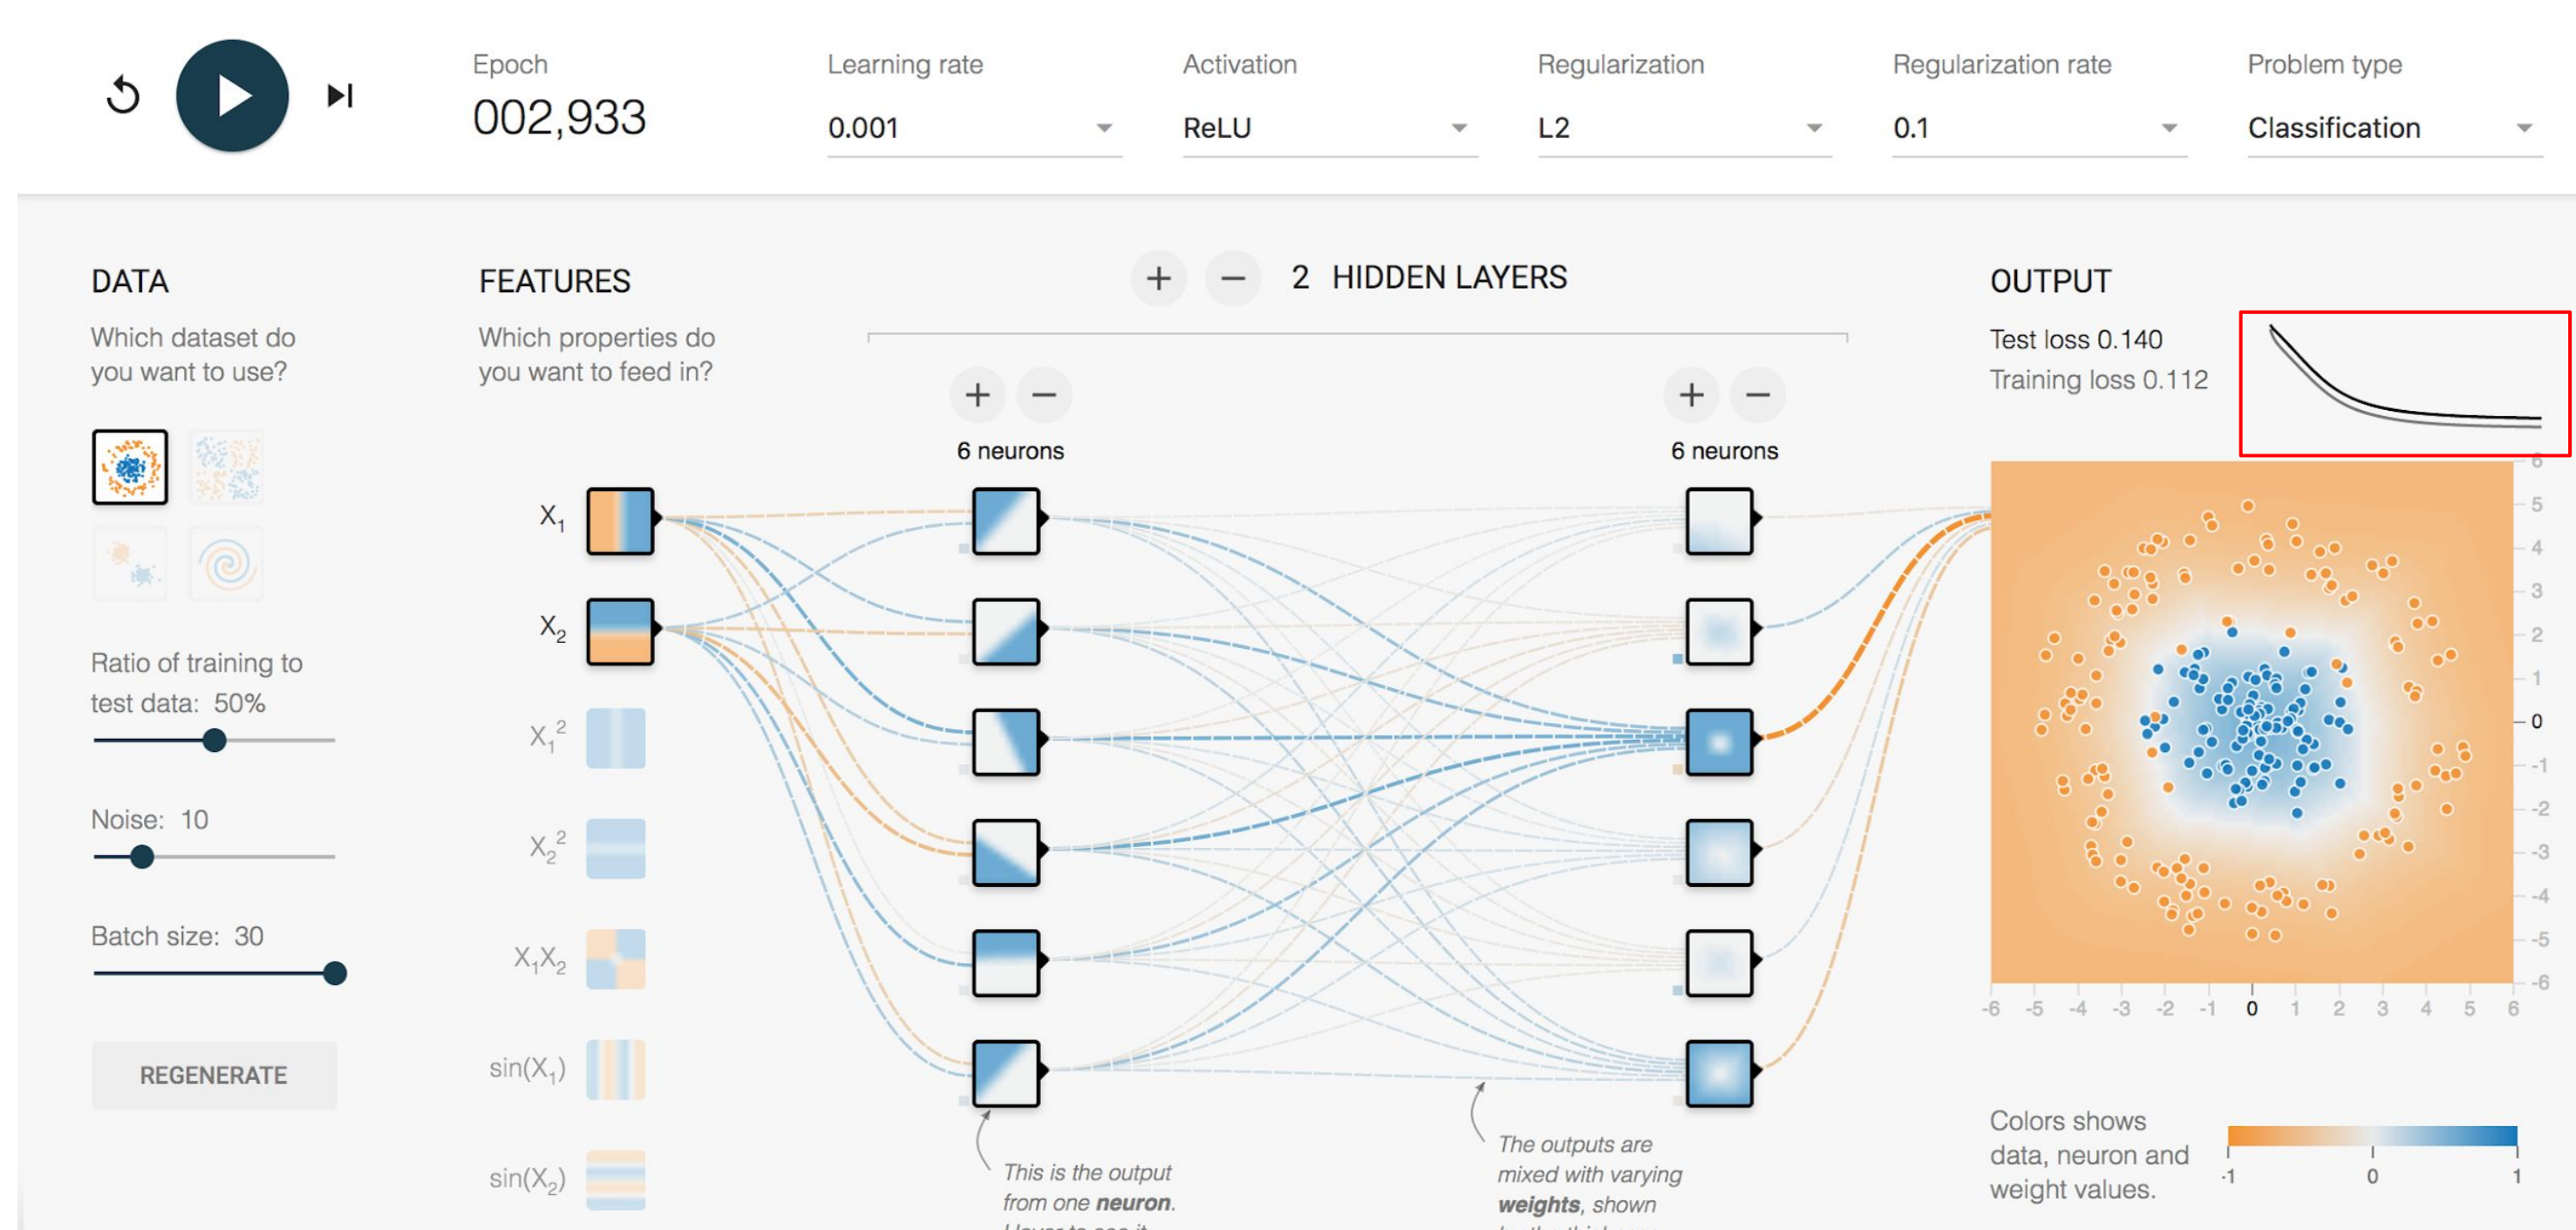 Epoch
002,933
Learning rate
0.001
Activation
ReLU
Regularization
L2
Regularization rate
0.1
Problem type
Classification
DATA
Which dataset do
you want to use?
Ratio of training to
test data: 50%
Noise: 10
Batch size: 30
REGENERATE
FEATURES
Which properties do
you want to feed in?
X₁
X₂
X₁²
X₂²
X₁X₂
sin(X₁)
sin(X₂)
+ − 2 HIDDEN LAYERS
+ −
6 neurons
+ −
6 neurons
This is the output
from one neuron.
Hover to see it
The outputs are
mixed with varying
weights, shown
OUTPUT
Test loss 0.140
Training loss 0.112
6
5
4
3
2
1
0
-1
-2
-3
-4
-5
-6
-6 -5 -4 -3 -2 -1 0 1 2 3 4 5 6
Colors shows
data, neuron and
weight values.
-1 0 1